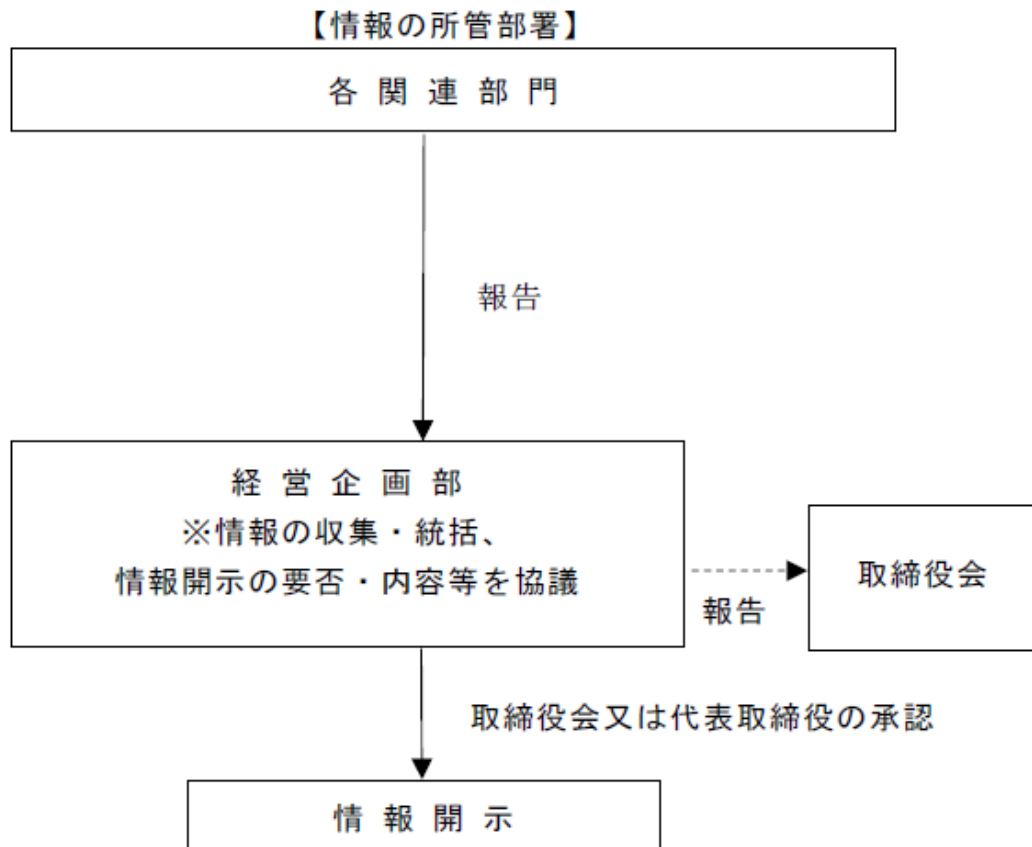 【情報の所管部署】
各関連部門
報告
経営企画部
※情報の収集・統括、
情報開示の要否・内容等を協議
取締役会
報告
取締役会又は代表取締役の承認
情報開示